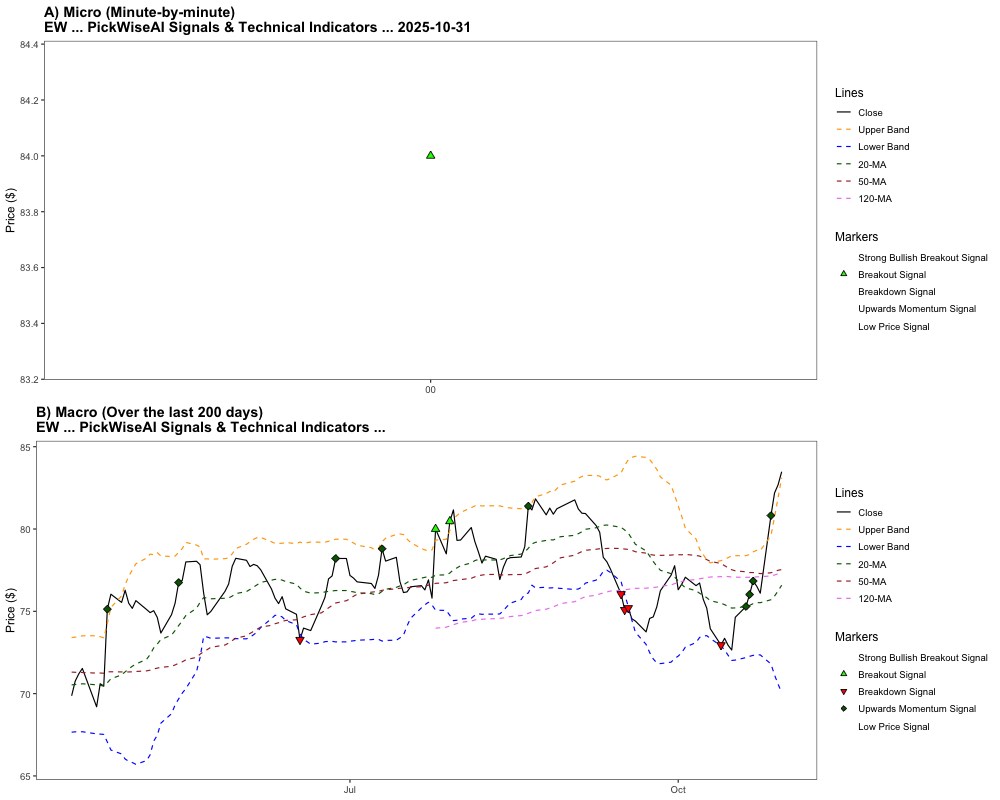 A) Micro (Minute-by-minute)
EW ... PickWiseAI Signals & Technical Indicators ... 2025-10-31
84.4
84.2
84.0
83.8
83.6
83.4
83.2
Price ($)
00
Lines
Close
Upper Band
Lower Band
20-MA
50-MA
120-MA
Markers
Strong Bullish Breakout Signal
Breakout Signal
Breakdown Signal
Upwards Momentum Signal
Low Price Signal
B) Macro (Over the last 200 days)
EW ... PickWiseAI Signals & Technical Indicators ...
85
80
75
70
65
Price ($)
Jul
Oct
Lines
Close
Upper Band
Lower Band
20-MA
50-MA
120-MA
Markers
Strong Bullish Breakout Signal
Breakout Signal
Breakdown Signal
Upwards Momentum Signal
Low Price Signal